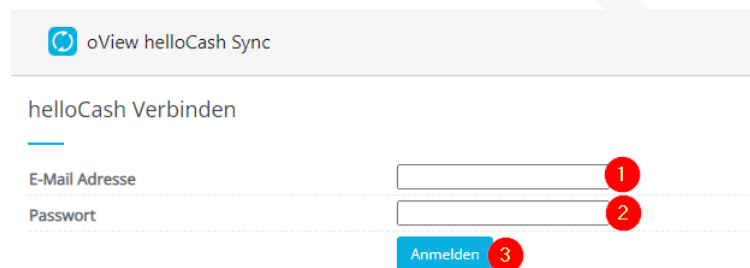 oView helloCash Sync
helloCash Verbinden
E-Mail Adresse 1
Passwort 2
Anmelden 3